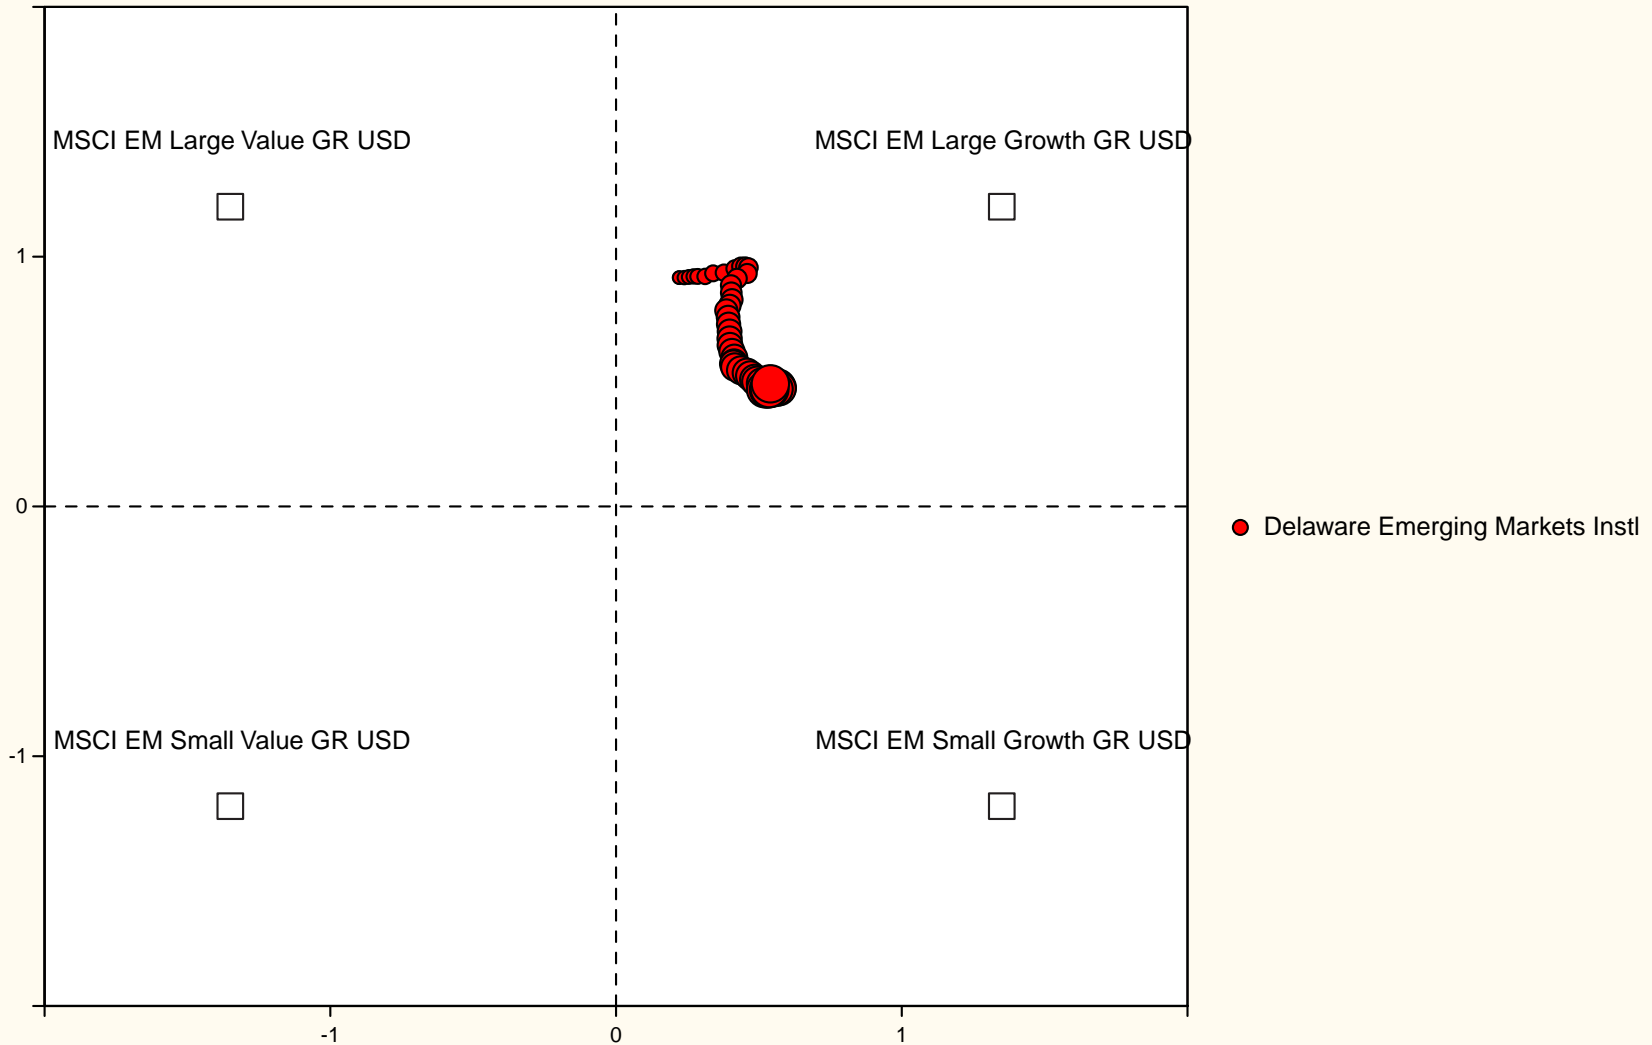 MSCI EM Large Value GR USD
MSCI EM Large Growth GR USD
1
0
Delaware Emerging Markets Instl
MSCI EM Small Value GR USD
MSCI EM Small Growth GR USD
-1
-1
0
1